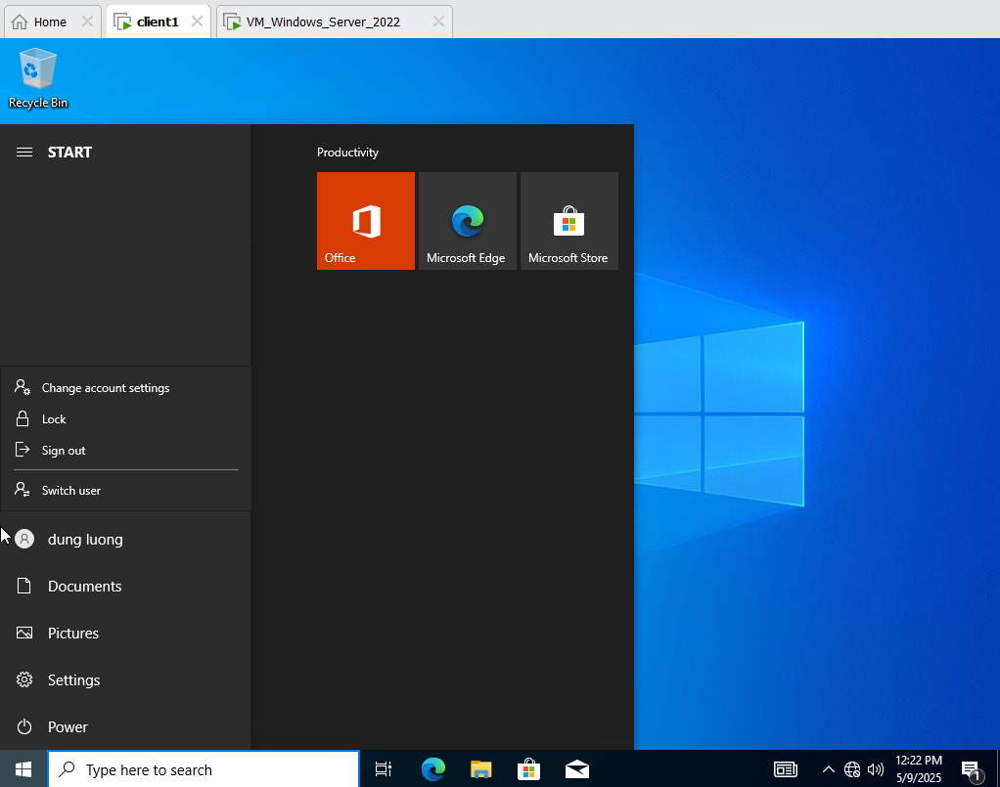 Home
client1
VM_Windows_Server_2022
Recycle Bin
START
Productivity
Office
Microsoft Edge
Microsoft Store
Change account settings
Lock
Sign out
Switch user
dung luong
Documents
Pictures
Settings
Power
Type here to search
12:22 PM
5/9/2025
1